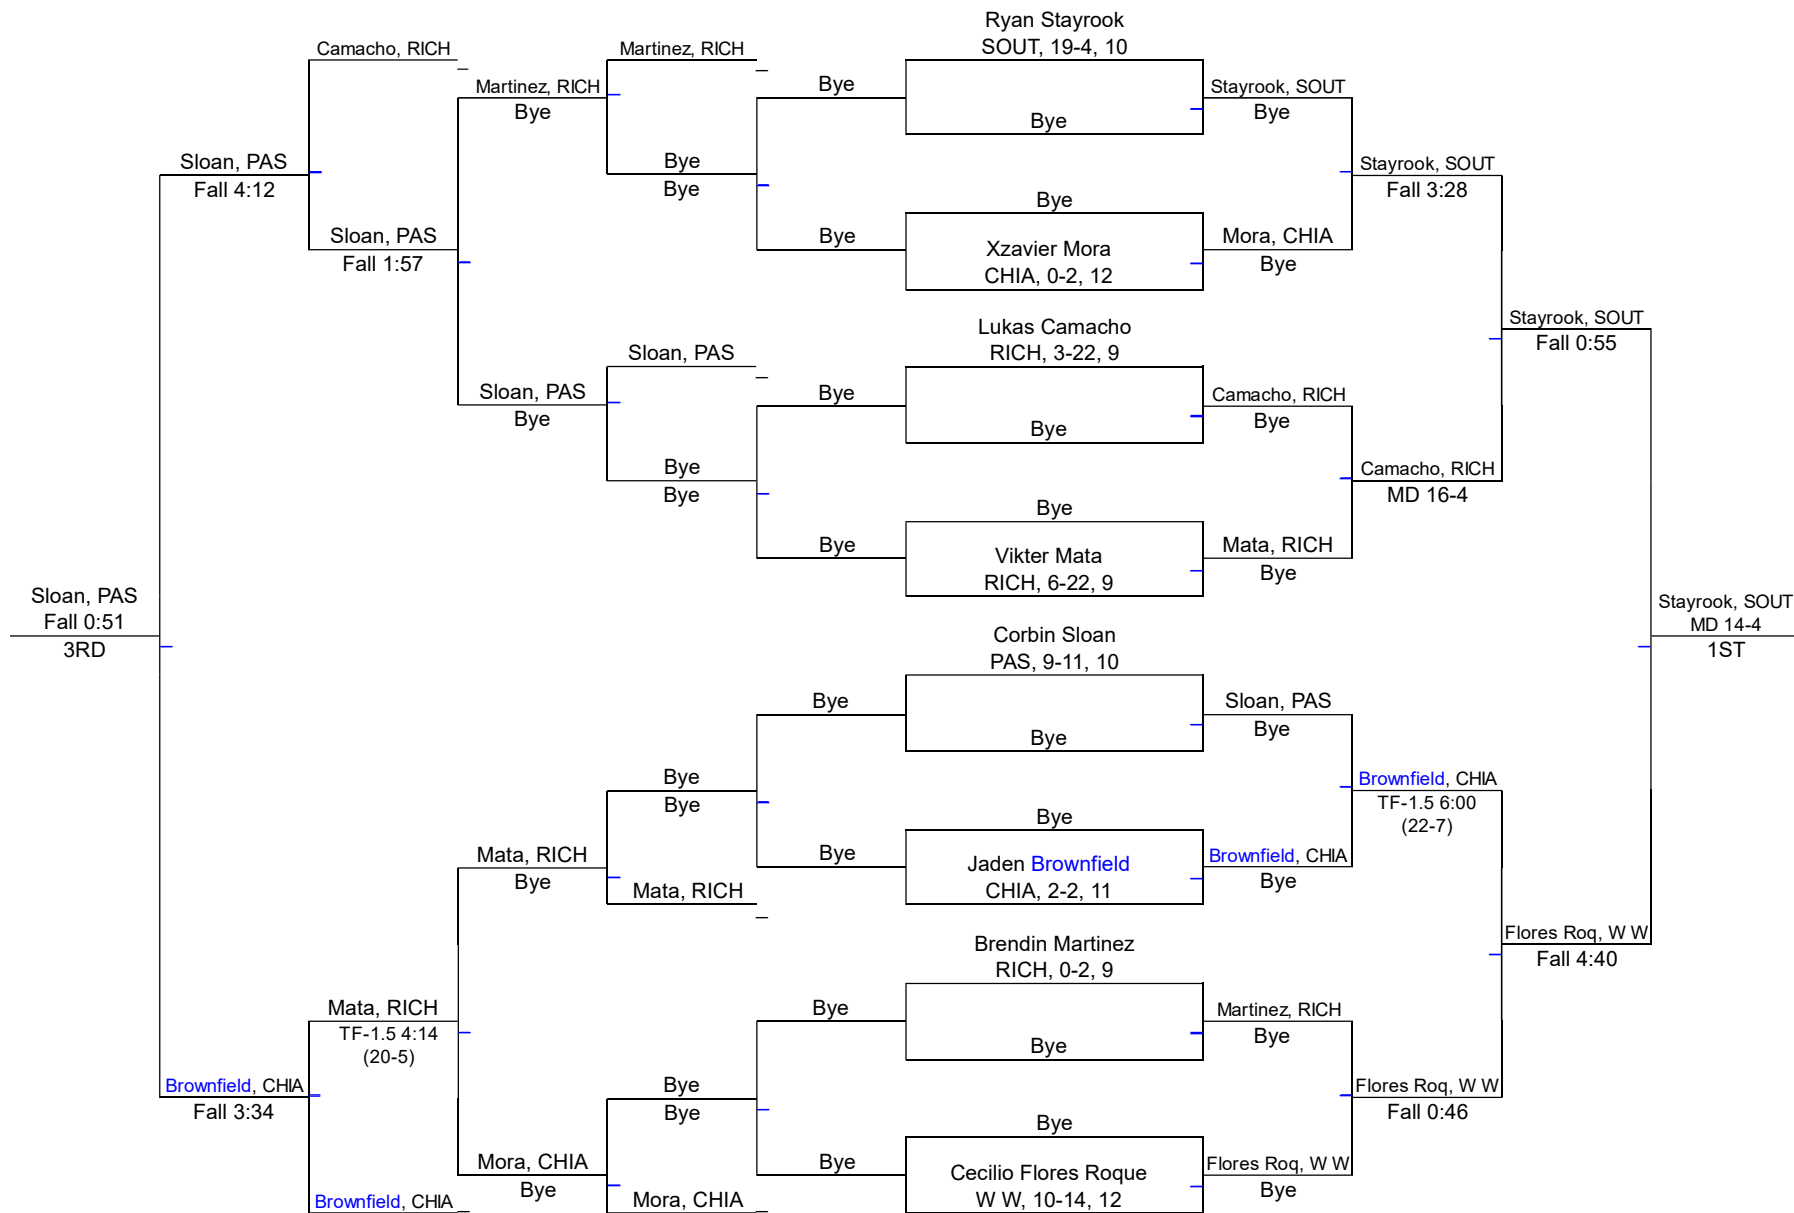 Ryan Stayrook
SOUT, 19-4, 10
Camacho, RICH
Martinez, RICH
Martinez, RICH
Bye
Bye
Stayrook, SOUT
Bye
Bye
Sloan, PAS
Fall 4:12
Bye
Bye
Stayrook, SOUT
Fall 3:28
Bye
Sloan, PAS
Fall 1:57
Bye
Xzavier Mora
CHIA, 0-2, 12
Mora, CHIA
Bye
Lukas Camacho
RICH, 3-22, 9
Stayrook, SOUT
Fall 0:55
Sloan, PAS
Sloan, PAS
Bye
Bye
Bye
Camacho, RICH
Bye
Bye
Bye
Camacho, RICH
MD 16-4
Bye
Bye
Vikter Mata
RICH, 6-22, 9
Mata, RICH
Bye
Sloan, PAS
Fall 0:51
3RD
Stayrook, SOUT
MD 14-4
1ST
Corbin Sloan
PAS, 9-11, 10
Bye
Bye
Sloan, PAS
Bye
Bye
Bye
Brownfield, CHIA
TF-1.5 6:00
(22-7)
Bye
Mata, RICH
Bye
Mata, RICH
Bye
Jaden Brownfield
CHIA, 2-2, 11
Brownfield, CHIA
Bye
Brendin Martinez
RICH, 0-2, 9
Flores Roq, W W
Fall 4:40
Mata, RICH
TF-1.5 4:14
(20-5)
Bye
Bye
Martinez, RICH
Bye
Brownfield, CHIA
Fall 3:34
Bye
Bye
Flores Roq, W W
Fall 0:46
Bye
Brownfield, CHIA
Mora, CHIA
Bye
Mora, CHIA
Bye
Cecilio Flores Roque
W W, 10-14, 12
Flores Roq, W W
Bye